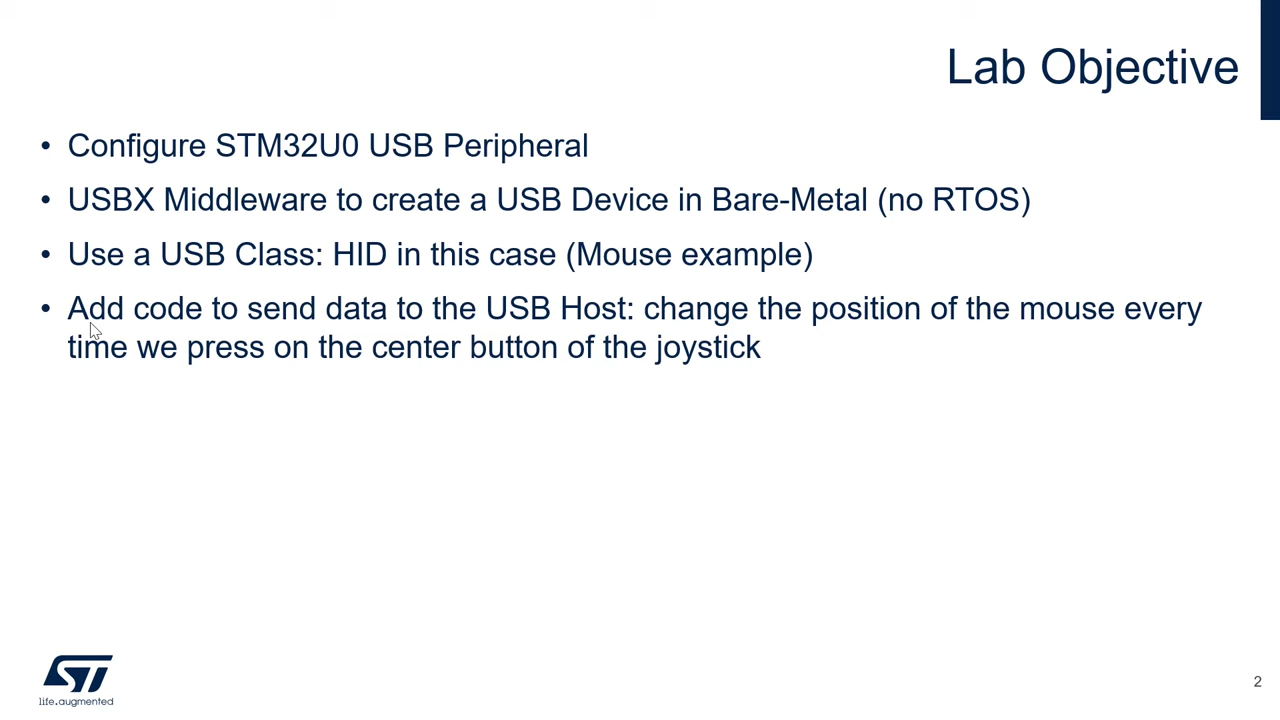 Lab Objective
• Configure STM32U0 USB Peripheral
• USBX Middleware to create a USB Device in Bare-Metal (no RTOS)
• Use a USB Class: HID in this case (Mouse example)
• Add code to send data to the USB Host: change the position of the mouse every
time we press on the center button of the joystick
ST
life.augmented
2